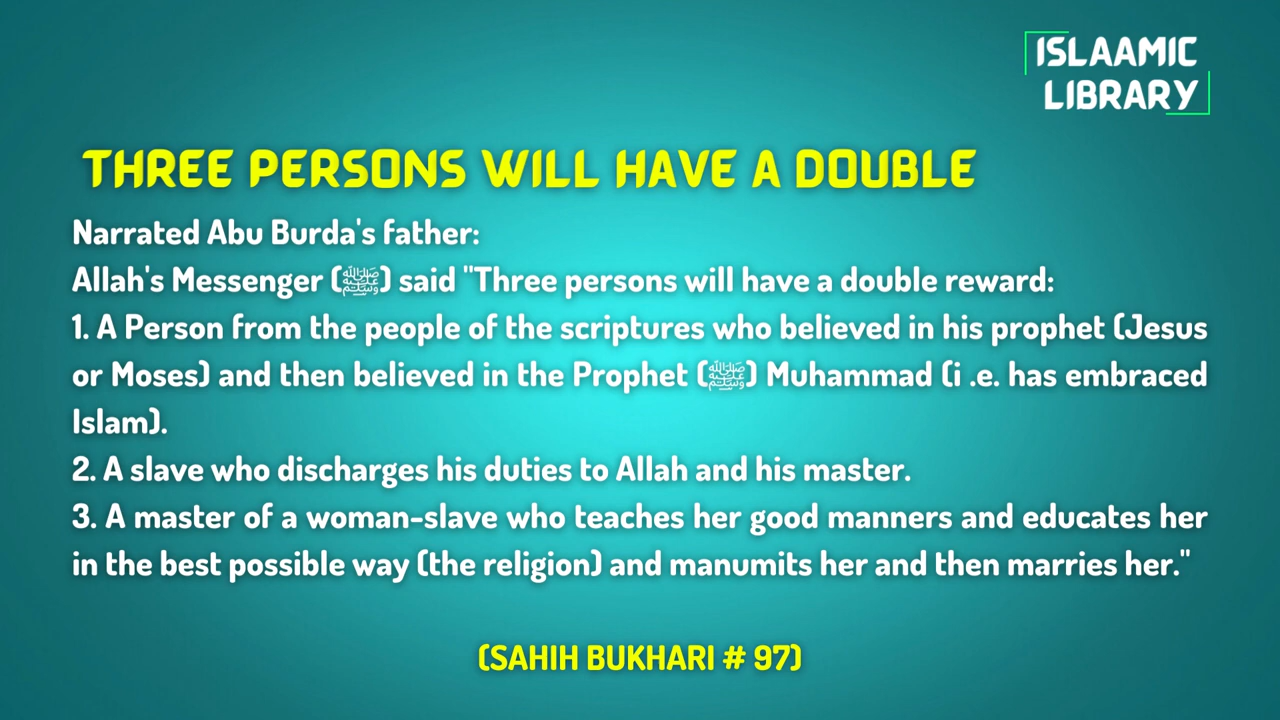 ISLAAMIC
LIBRARY
THREE PERSONS WILL HAVE A DOUBLE
Narrated Abu Burda's father:
Allah's Messenger (ﷺ) said "Three persons will have a double reward:
1. A Person from the people of the scriptures who believed in his prophet (Jesus
or Moses) and then believed in the Prophet (ﷺ) Muhammad (i .e. has embraced
Islam).
2. A slave who discharges his duties to Allah and his master.
3. A master of a woman-slave who teaches her good manners and educates her
in the best possible way (the religion) and manumits her and then marries her."
(SAHIH BUKHARI # 97)